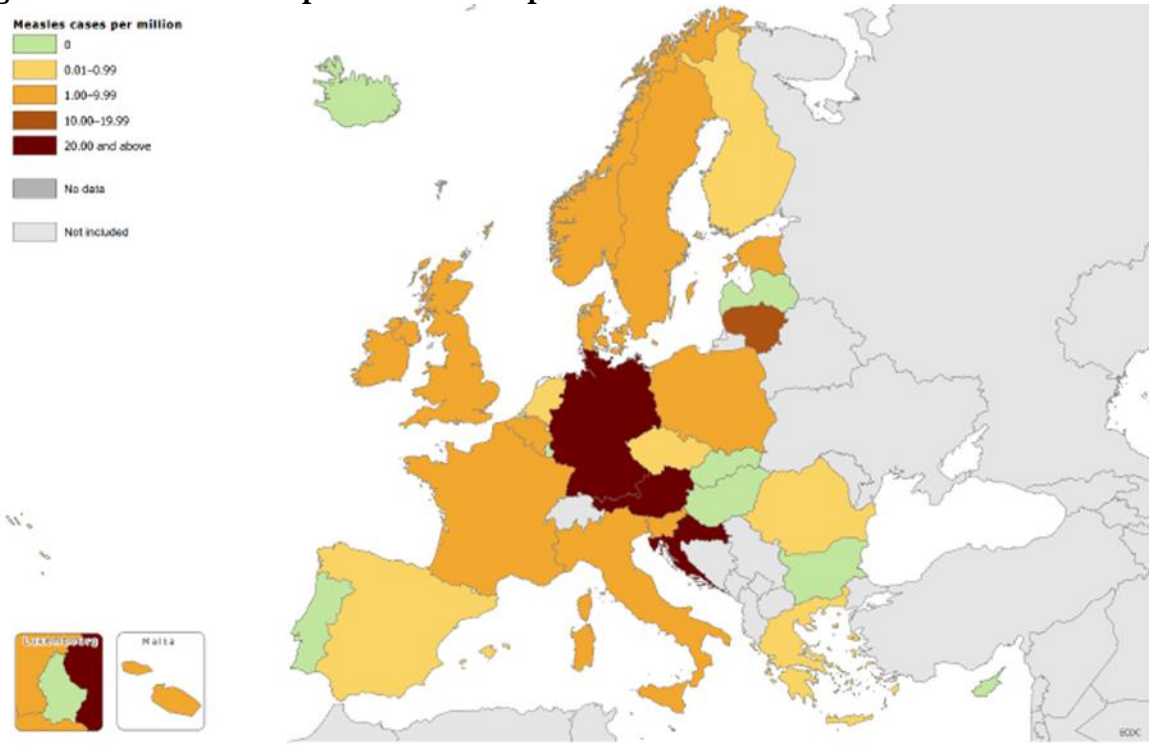 Measles cases per million
0
0.01–0.99
1.00–9.99
10.00–19.99
20.00 and above
No data
Not included
Luxembourg
Malta
ECDC